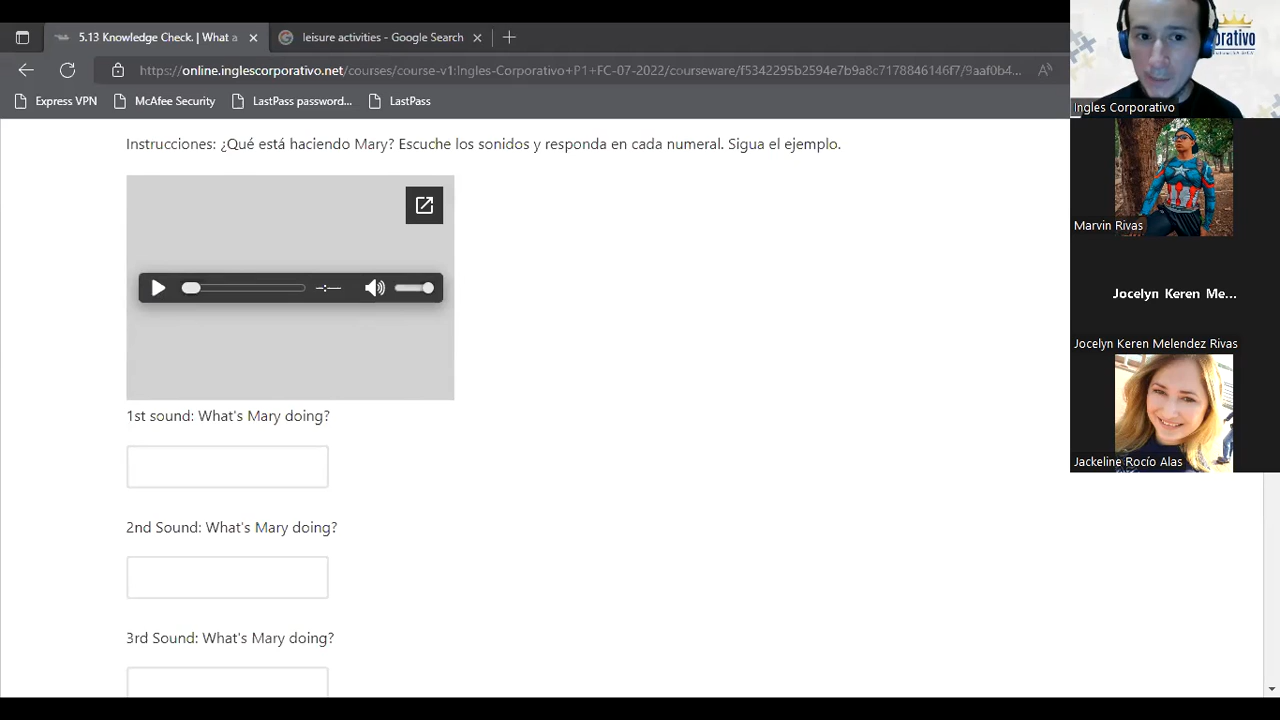 5.13 Knowledge Check. | What a
leisure activities - Google Search
https://online.inglescorporativo.net/courses/course-v1:Ingles-Corporativo+P1+FC-07-2022/courseware/f5342295b2594e7b9a8c7178846146f7/9aaf0b4...
Express VPN
McAfee Security
LastPass password...
LastPass
Instrucciones: ¿Qué está haciendo Mary? Escuche los sonidos y responda en cada numeral. Siga el ejemplo.
-:--
1st sound: What's Mary doing?
2nd Sound: What's Mary doing?
3rd Sound: What's Mary doing?
orativo
Ingles Corporativo
Marvin Rivas
Jocelyn Keren Me...
Jocelyn Keren Melendez Rivas
Jackeline Rocío Alas